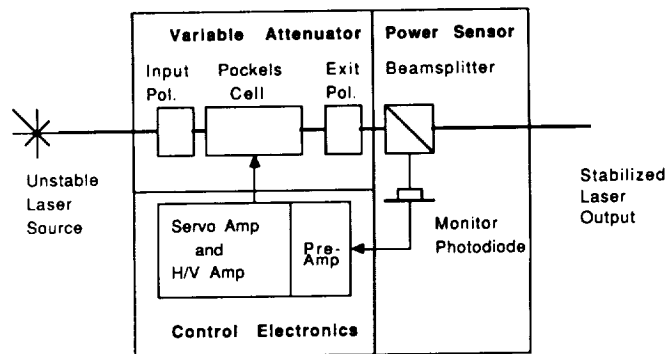 Variable Attenuator
Power Sensor
Input
Pol.
Pockels
Cell
Exit
Pol.
Beamsplitter
Unstable
Laser
Source
Stabilized
Laser
Output
Servo Amp
and
H/V Amp
Pre-
Amp
Monitor
Photodiode
Control Electronics